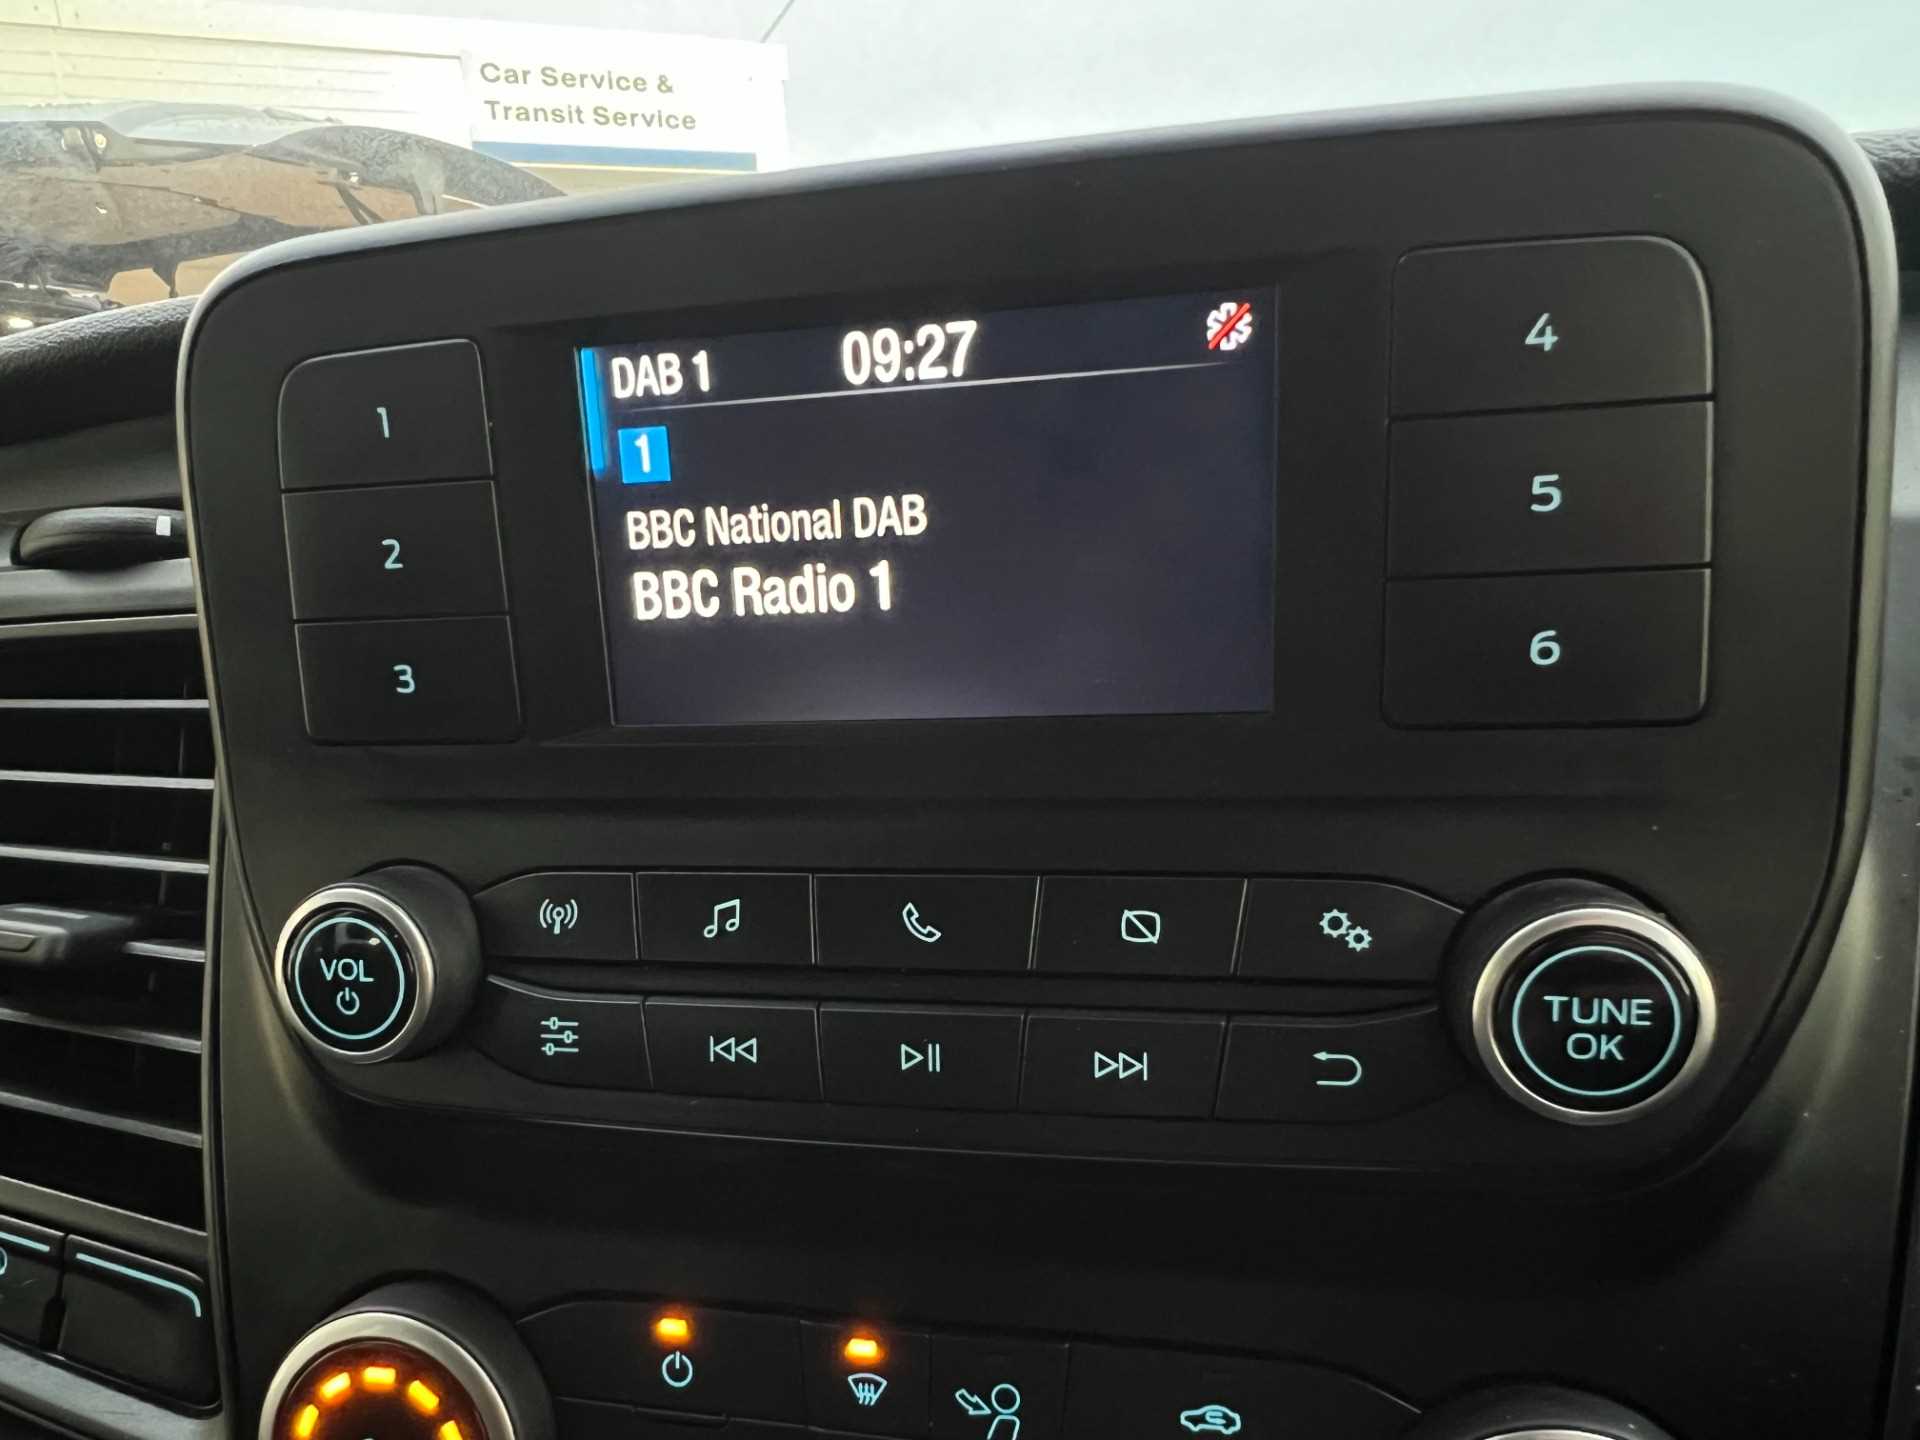 Car Service &
Transit Service
DAB 1 09:27
1
BBC National DAB
BBC Radio 1
1
2
3
4
5
6
VOL
TUNE
OK